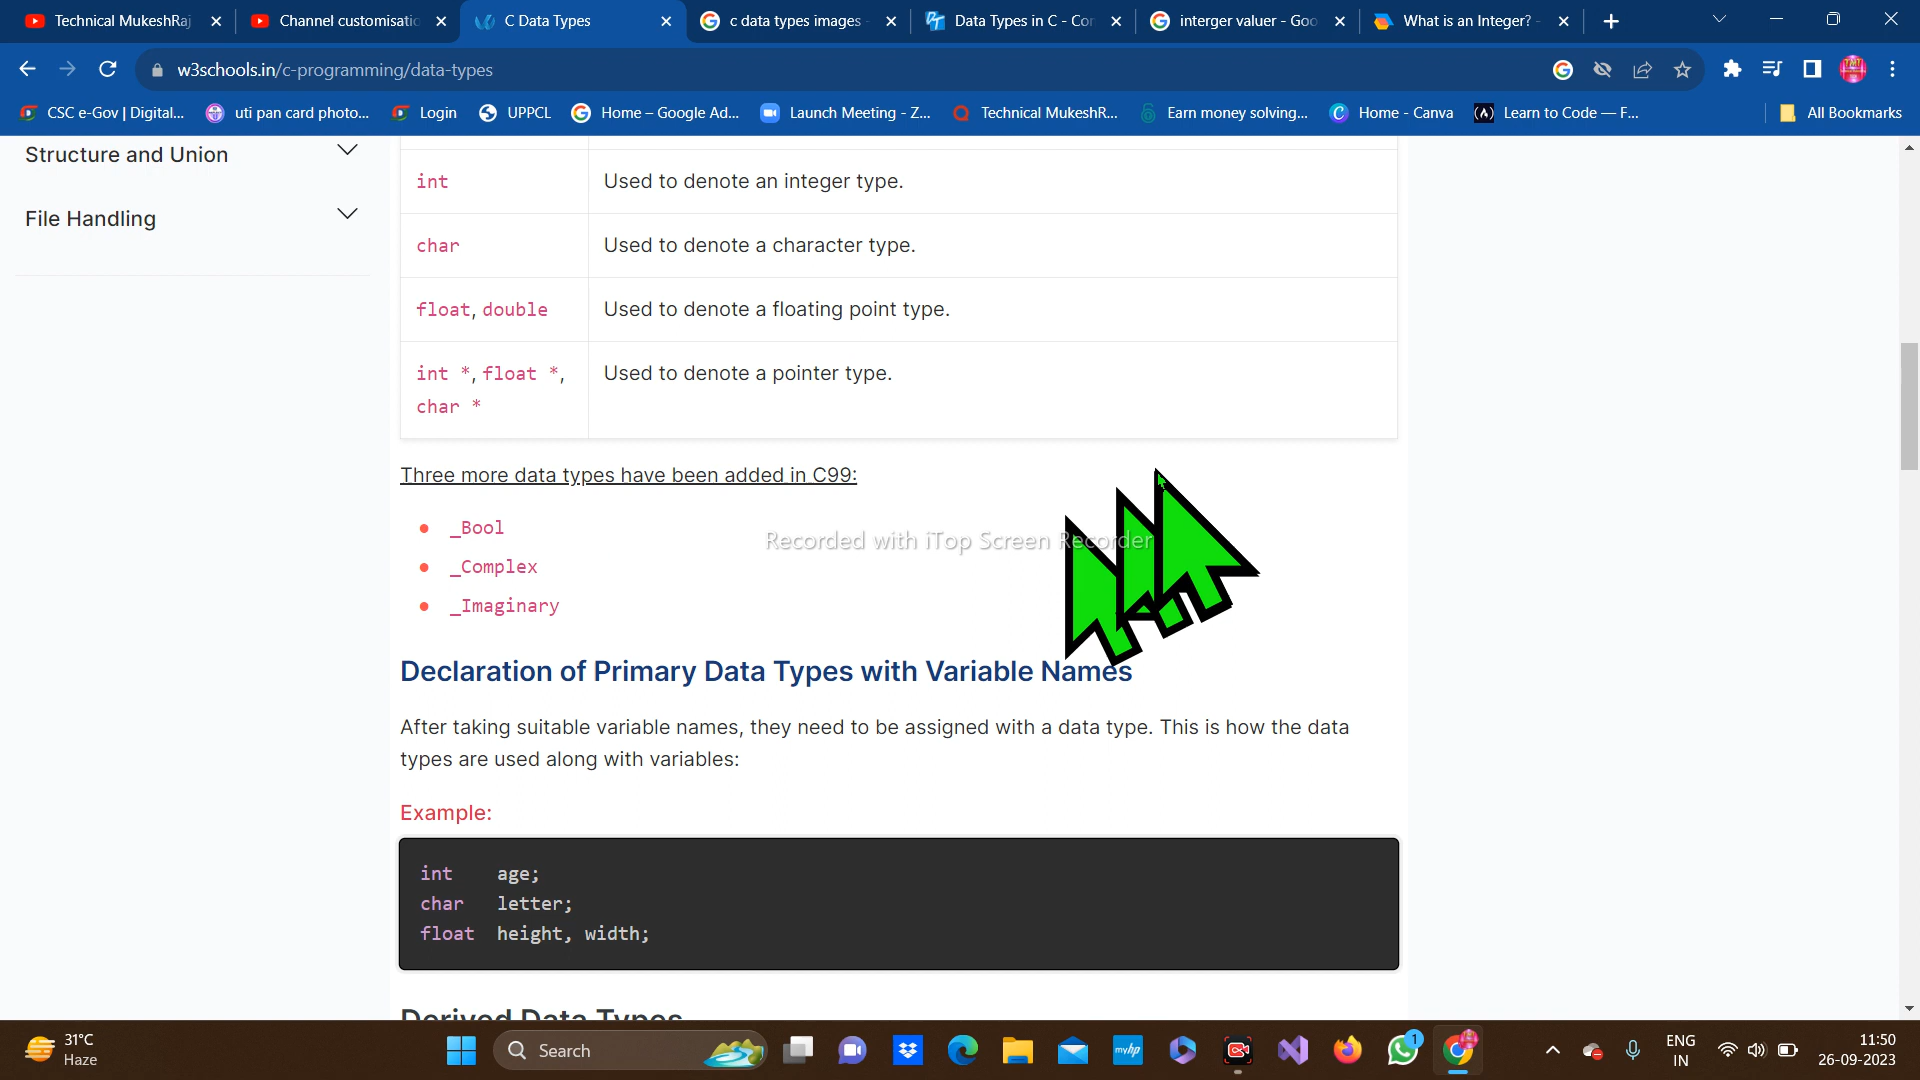 Technical MukeshRaj
Channel customisatio
C Data Types
c data types images -
Data Types in C - Con
interger valuer - Goo
What is an Integer? -
w3schools.in/c-programming/data-types
CSC e-Gov | Digital...
uti pan card photo...
Login
UPPCL
Home – Google Ad...
Launch Meeting - Z...
Technical MukeshR...
Earn money solving...
Home - Canva
Learn to Code — F...
All Bookmarks
Structure and Union
File Handling
int Used to denote an integer type.
char Used to denote a character type.
float, double Used to denote a floating point type.
int *, float *, Used to denote a pointer type.
char *
Three more data types have been added in C99:
_Bool
Recorded with iTop Screen Recorder
_Complex
_Imaginary
Declaration of Primary Data Types with Variable Names
After taking suitable variable names, they need to be assigned with a data type. This is how the data
types are used along with variables:
Example:
int age;
char letter;
float height, width;
Derived Data Types
31°C
Haze
Search
myhp
1
ENG
IN
11:50
26-09-2023